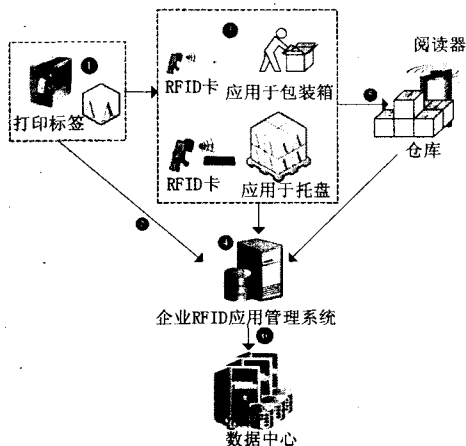 阅读器
RFID卡
应用于包装箱
打印标签
RFID卡
应用于托盘
仓库
企业RFID应用管理系统
数据中心